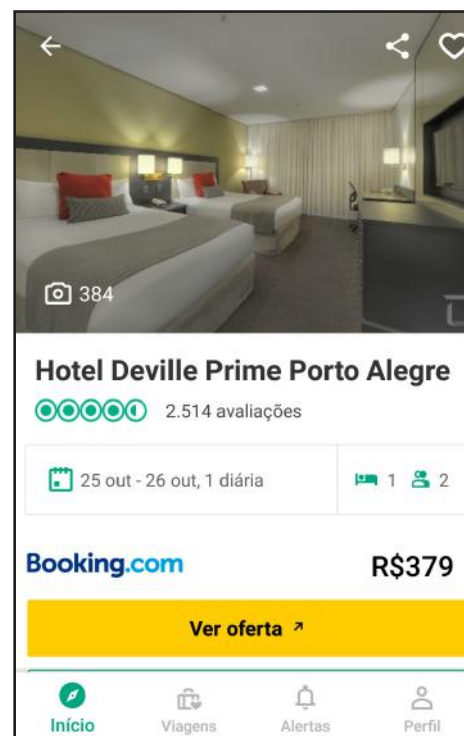 384
Hotel Deville Prime Porto Alegre
2.514 avaliações
25 out - 26 out, 1 diária
1 2
Booking.com
R$379
Ver oferta ↗
Início
Viagens
Alertas
Perfil